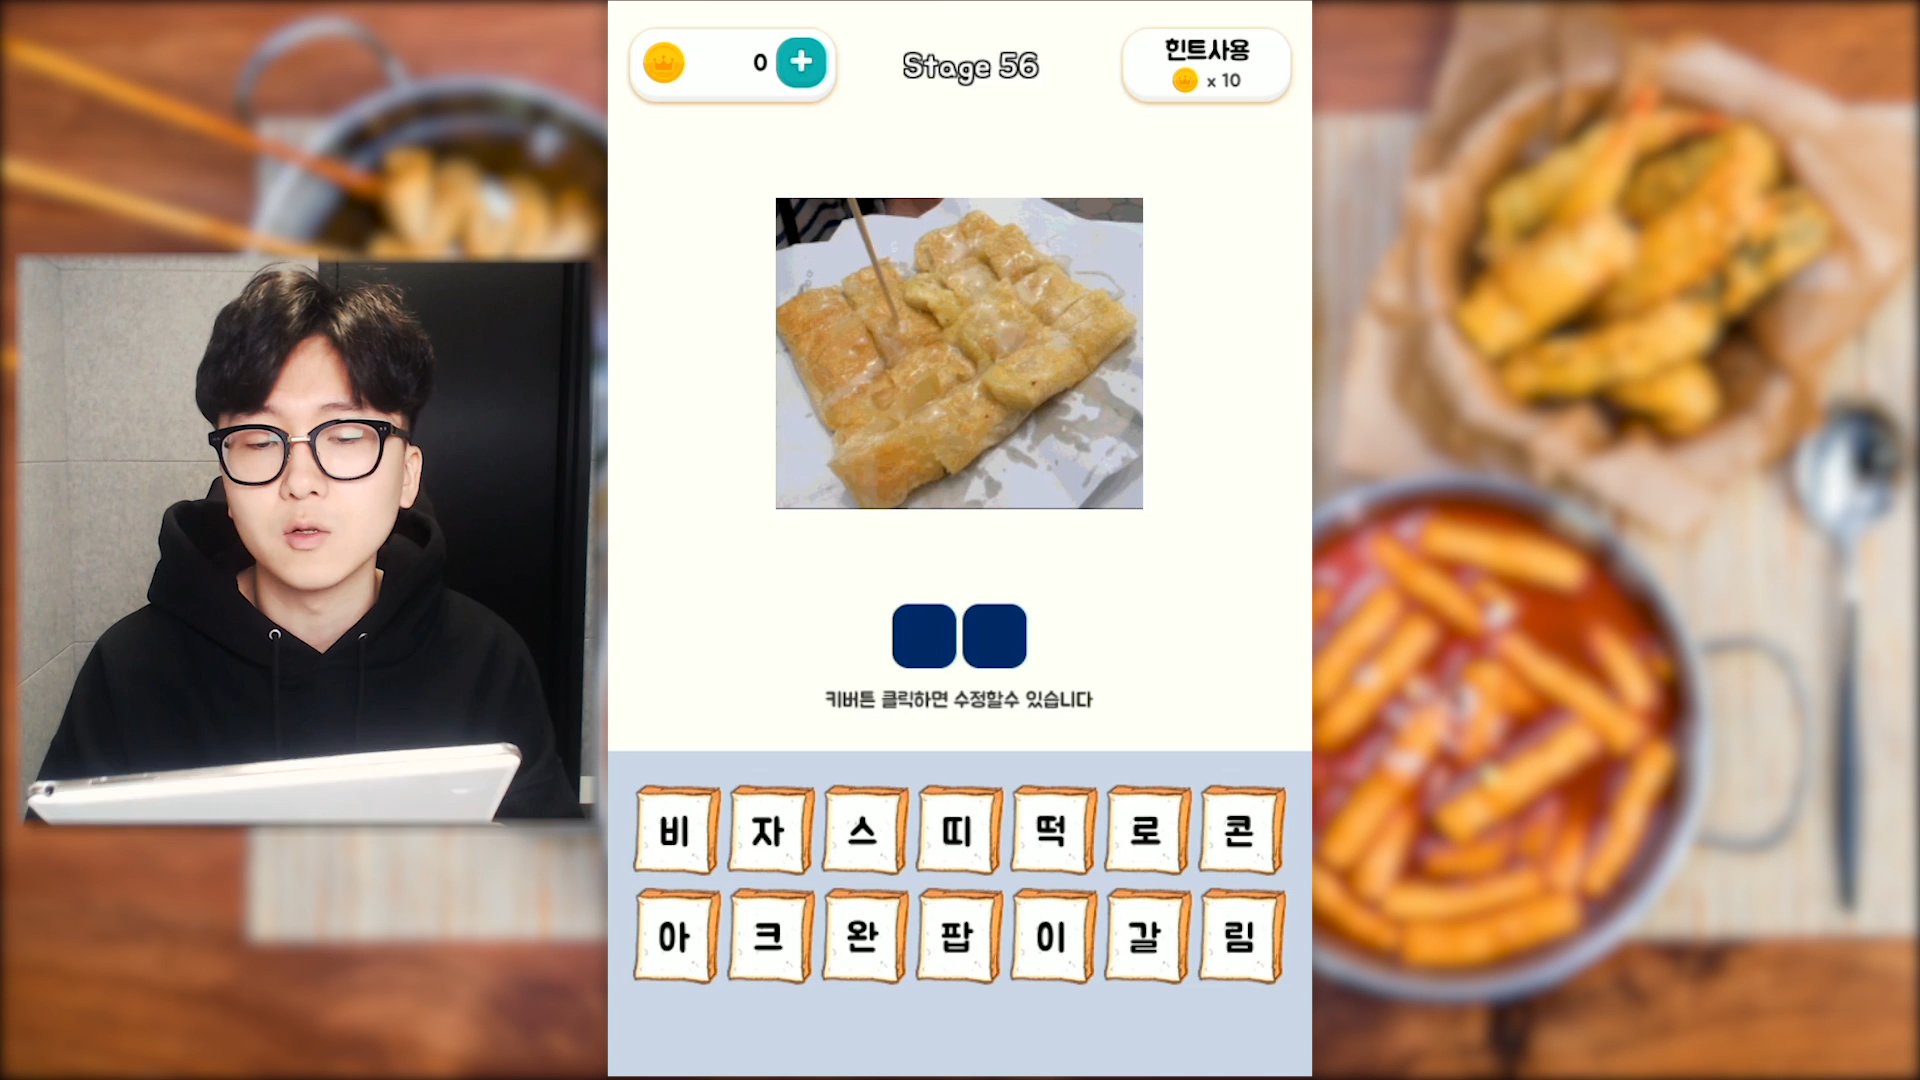 0 +
Stage 56
힌트사용
x 10
키버튼 클릭하면 수정할수 있습니다
비 자 스 띠 떡 로 콘
아 크 완 팝 이 갈 림